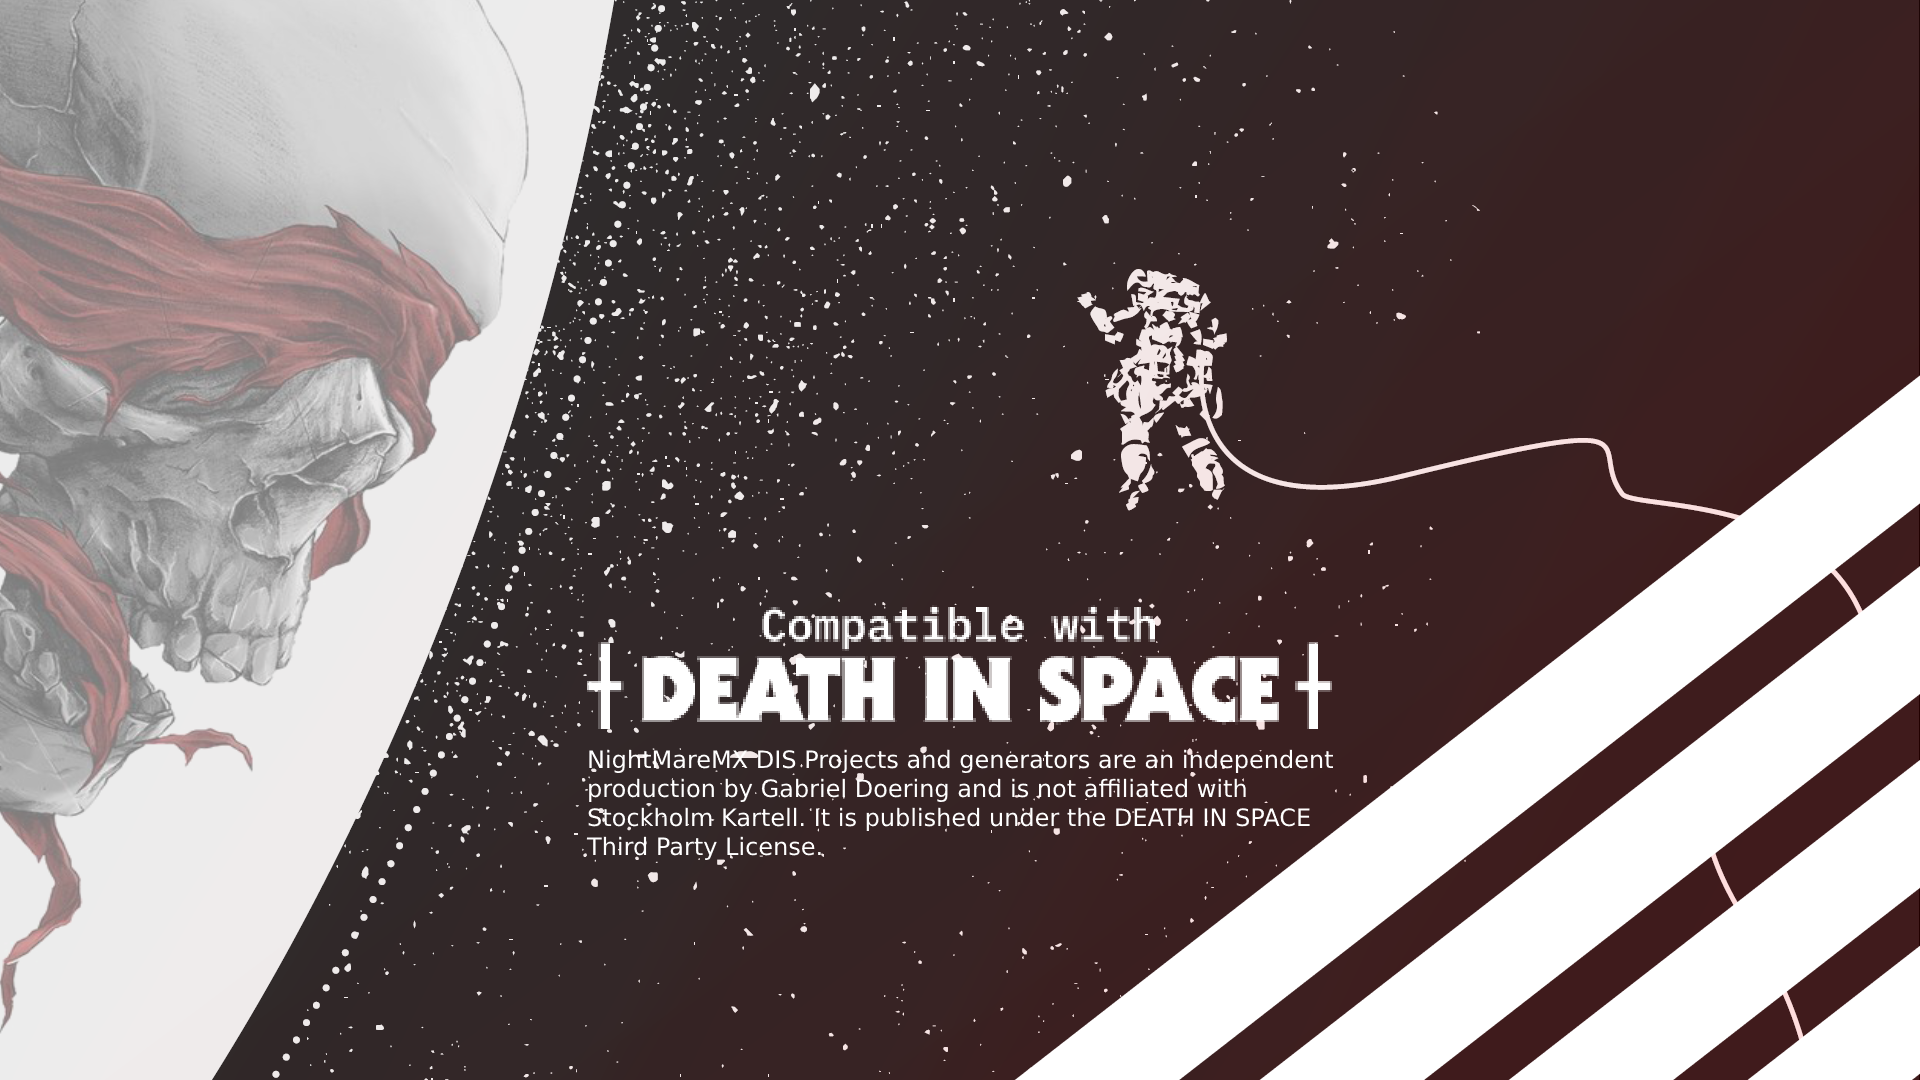 Compatible with
DEATH IN SPACE
NightMareMX DIS Projects and generators are an independent
production by Gabriel Doering and is not affiliated with
Stockholm Kartell. It is published under the DEATH IN SPACE
Third Party License.